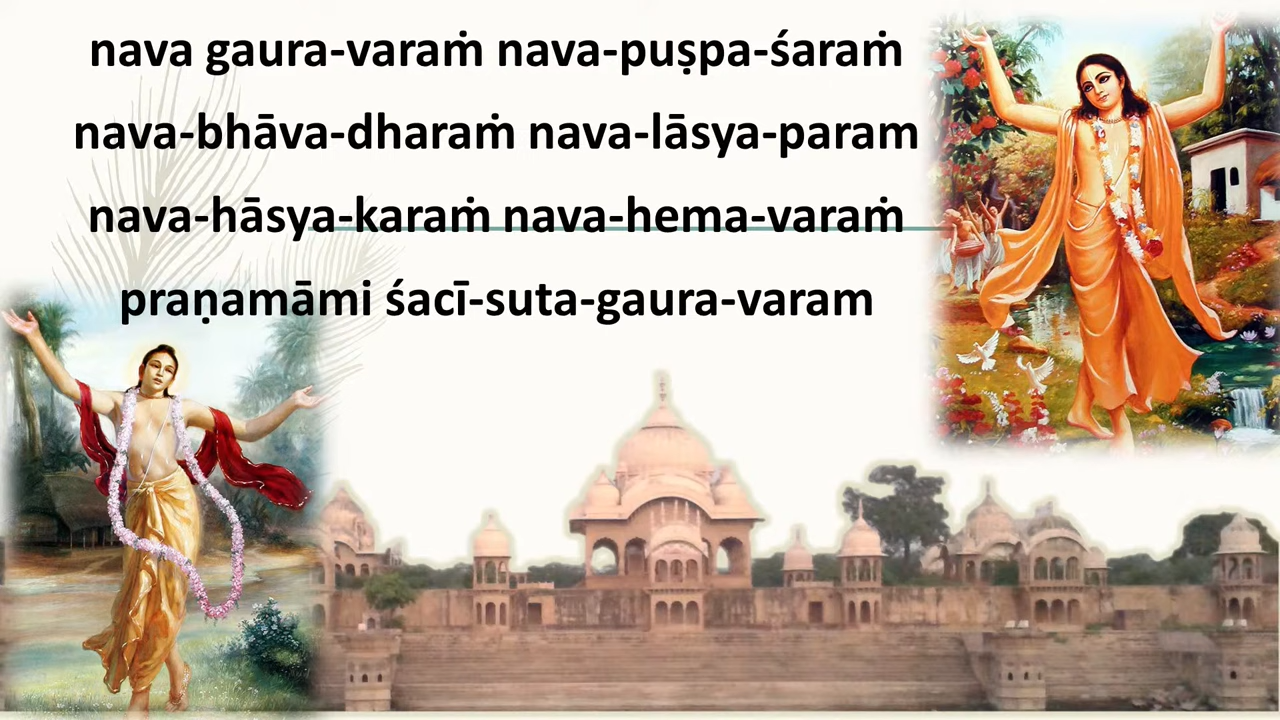 nava gaura-varaṁ nava-puṣpa-śaraṁ
nava-bhāva-dharaṁ nava-lāsya-param
nava-hāsya-karaṁ nava-hema-varaṁ
praṇamāmi śacī-suta-gaura-varam